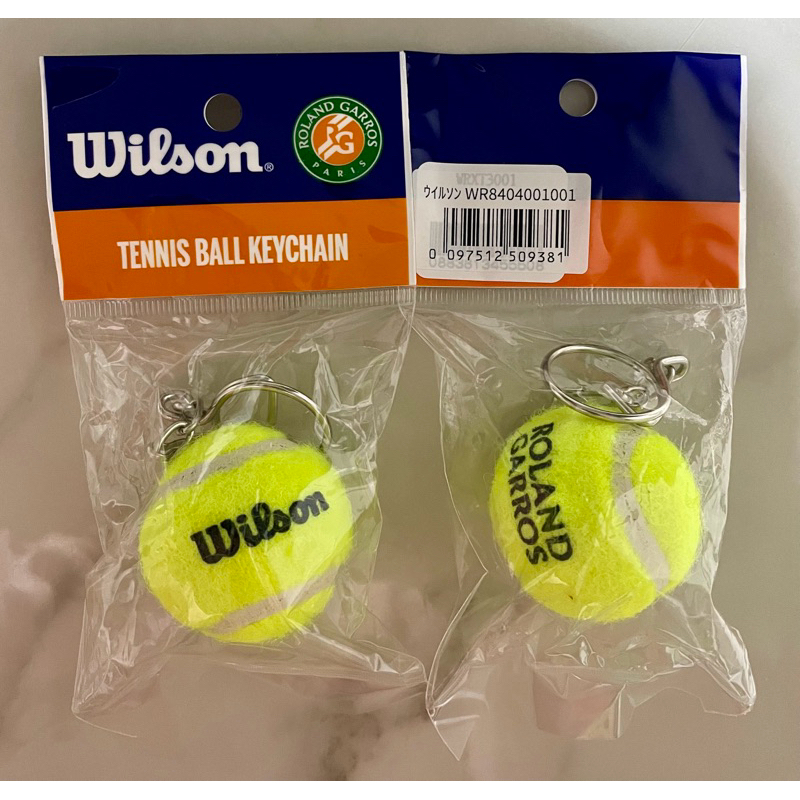 Wilson®
ROLAND GARROS
RG
PARIS
TENNIS BALL KEYCHAIN
WRXT3001
ウイルソン WR8404001001
0 097512 509381
Wilson
ROLAND
GARROS